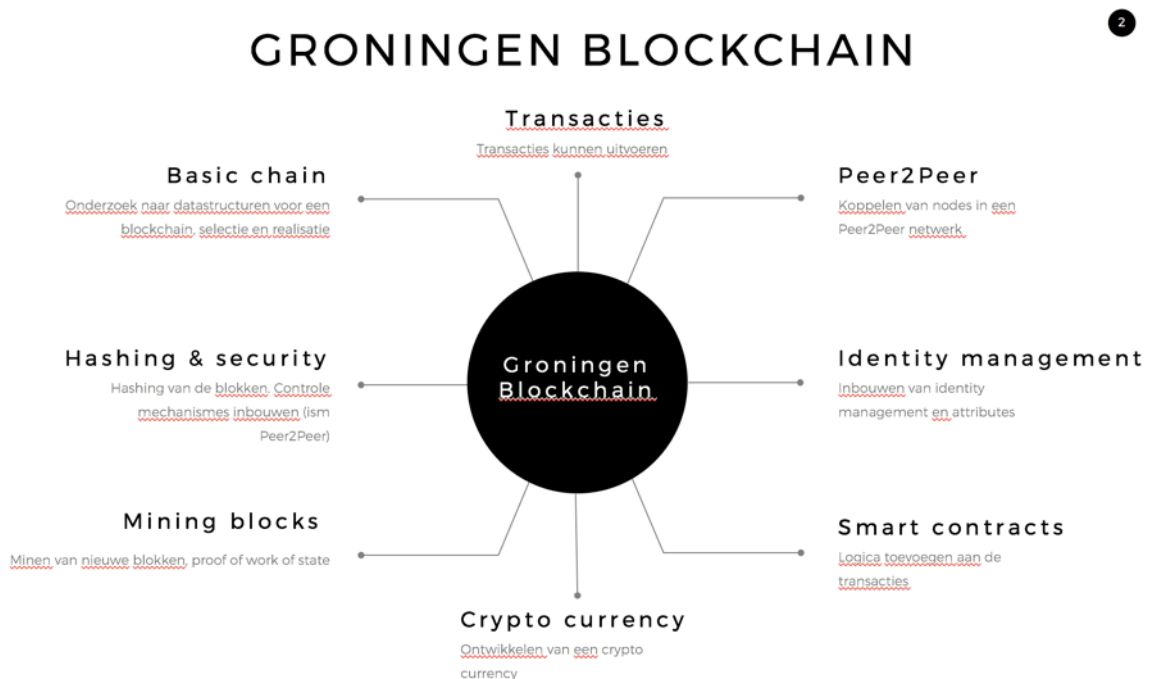 2
GRONINGEN BLOCKCHAIN
Transacties
Transacties kunnen uitvoeren
Basic chain
Onderzoek naar datastructuren voor een
blockchain, selectie en realisatie
Peer2Peer
Koppelen van nodes in een
Peer2Peer netwerk
Hashing & security
Hashing van de blokken. Controle
mechanismes inbouwen (ism
Peer2Peer)
Groningen
Blockchain
Identity management
Inbouwen van identity
management en attributes
Mining blocks
Minen van nieuwe blokken, proof of work of state
Smart contracts
Logica toevoegen aan de
transacties
Crypto currency
Ontwikkelen van een crypto
currency